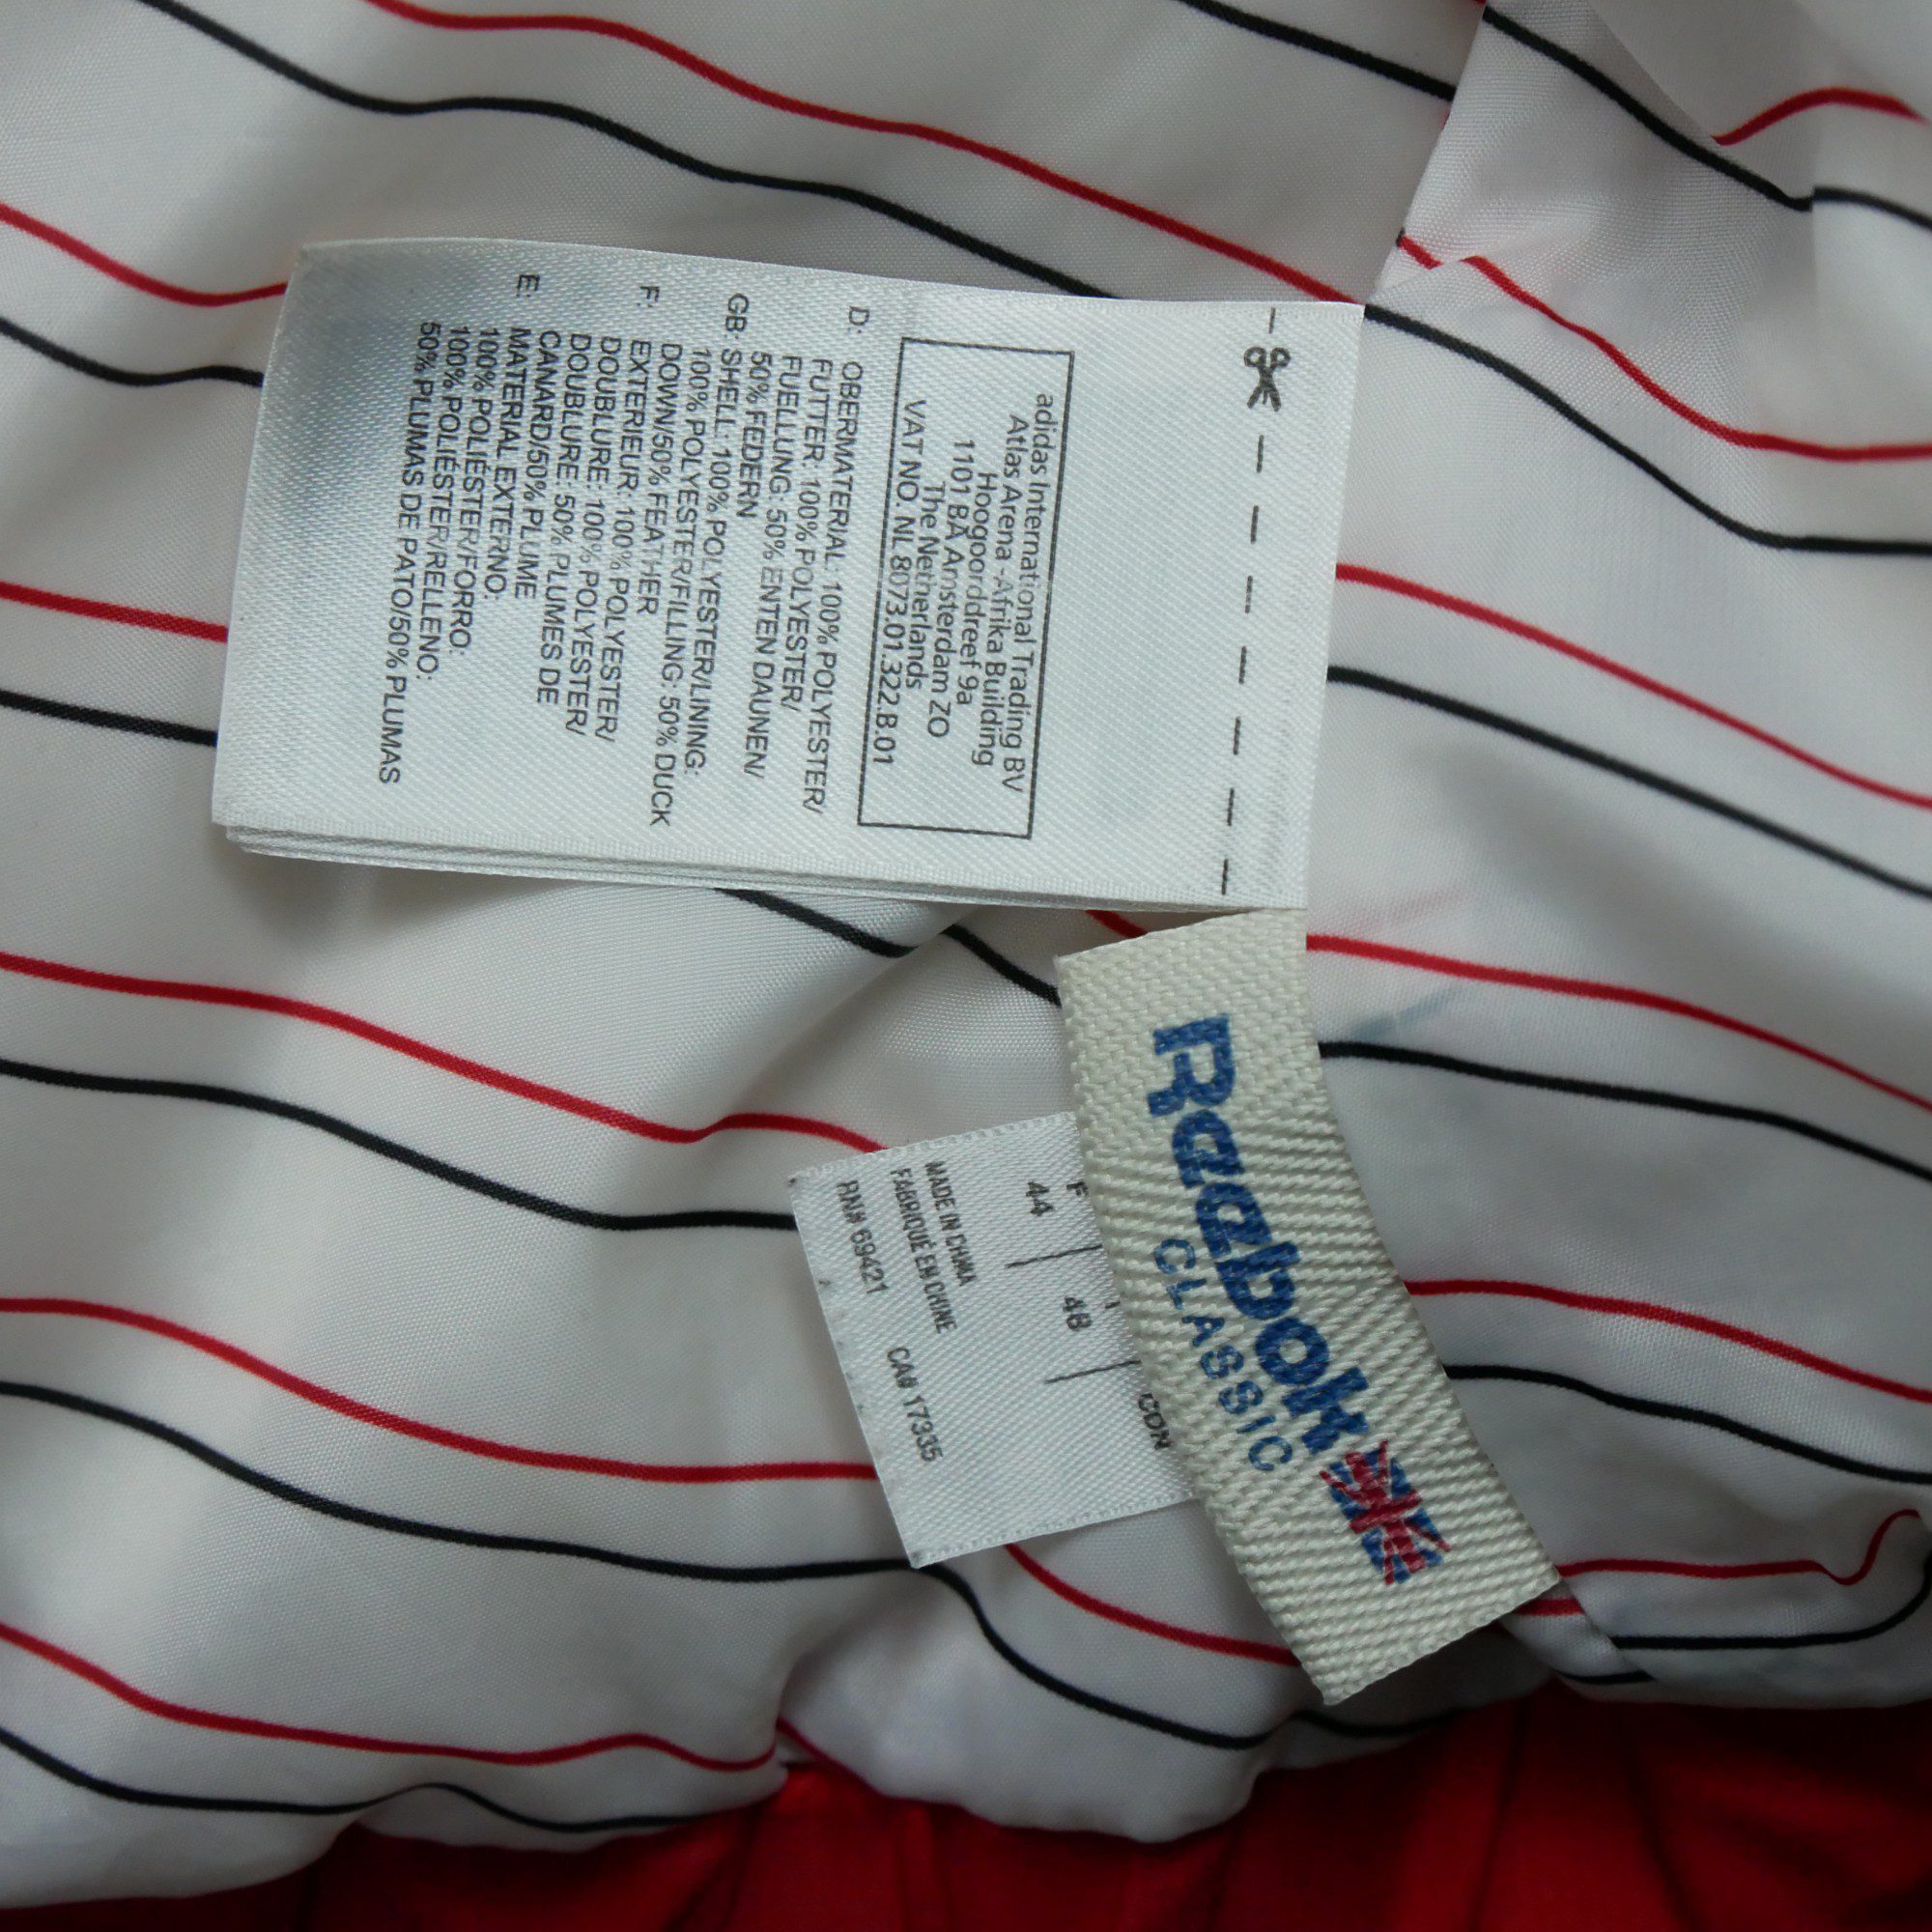 adidas International Trading BV
Atlas Arena -Afrika Building
Hoogoorddreef 9a
1101 BA Amsterdam ZO
The Netherlands
VAT NO. NL 8073.01.322.B.01
D: OBERMATERIAL: 100% POLYESTER/
FUTTER: 100% POLYESTER/
FUELLUNG: 50% ENTEN DAUNEN/
50% FEDERN
GB: SHELL: 100% POLYESTER/LINING:
100% POLYESTER/FILLING: 50% DUCK
DOWN/50% FEATHER
F: EXTERIEUR: 100% POLYESTER/
DOUBLURE: 100% POLYESTER/
DOUBLURE: 50% PLUMES DE
CANARD/50% PLUME
E: MATERIAL EXTERNO:
100% POLIÉSTER/FORRO:
100% POLIÉSTER/RELLENO:
50% PLUMAS DE PATO/50% PLUMAS
Reebok
CLASSIC
F
44 48 CDN
MADE IN CHINA
FABRIQUÉ EN CHINE
RN# 69421 CA# 17335